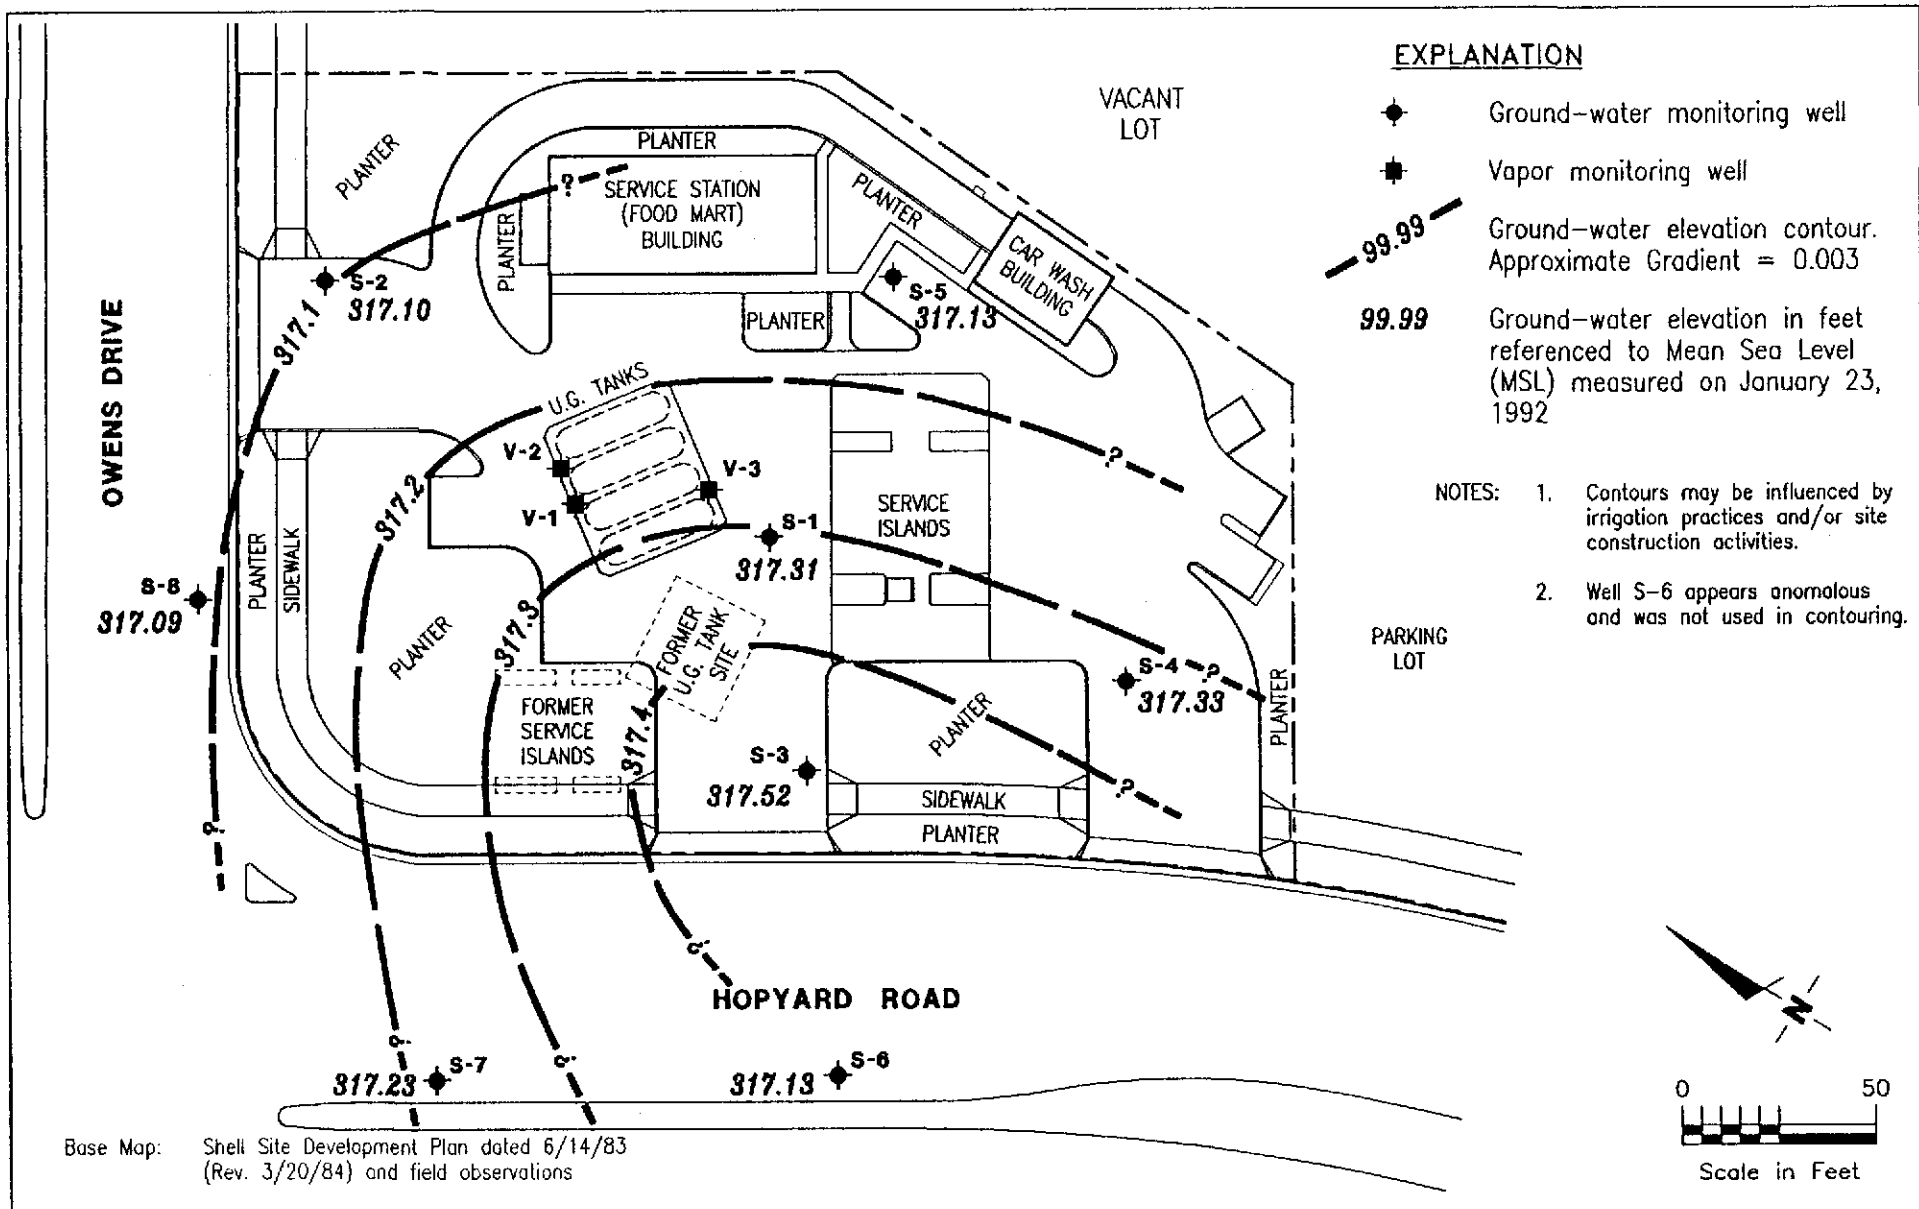 EXPLANATION
Ground-water monitoring well
Vapor monitoring well
99.99
Ground-water elevation contour.
Approximate Gradient = 0.003
99.99
Ground-water elevation in feet
referenced to Mean Sea Level
(MSL) measured on January 23,
1992
NOTES: 1. Contours may be influenced by
irrigation practices and/or site
construction activities.
2. Well S-6 appears anomalous
and was not used in contouring.
VACANT
LOT
PLANTER
PLANTER
?
SERVICE STATION
(FOOD MART)
BUILDING
PLANTER
PLANTER
CAR WASH
BUILDING
S-2
317.10
317.1
S-5
317.13
PLANTER
OWENS DRIVE
U.G. TANKS
V-2
V-3
V-1
317.2
?
SERVICE
ISLANDS
S-1
317.31
S-8
317.09
PLANTER
SIDEWALK
PLANTER
317.3
FORMER
U.G. TANK
SITE
PARKING
LOT
?
S-4
317.33
PLANTER
FORMER
SERVICE
ISLANDS
317.4
PLANTER
S-3
317.52
?
SIDEWALK
PLANTER
?
?
HOPYARD ROAD
?
?
S-7
317.23
S-6
317.13
N
0 50
Scale in Feet
Base Map: Shell Site Development Plan dated 6/14/83
(Rev. 3/20/84) and field observations